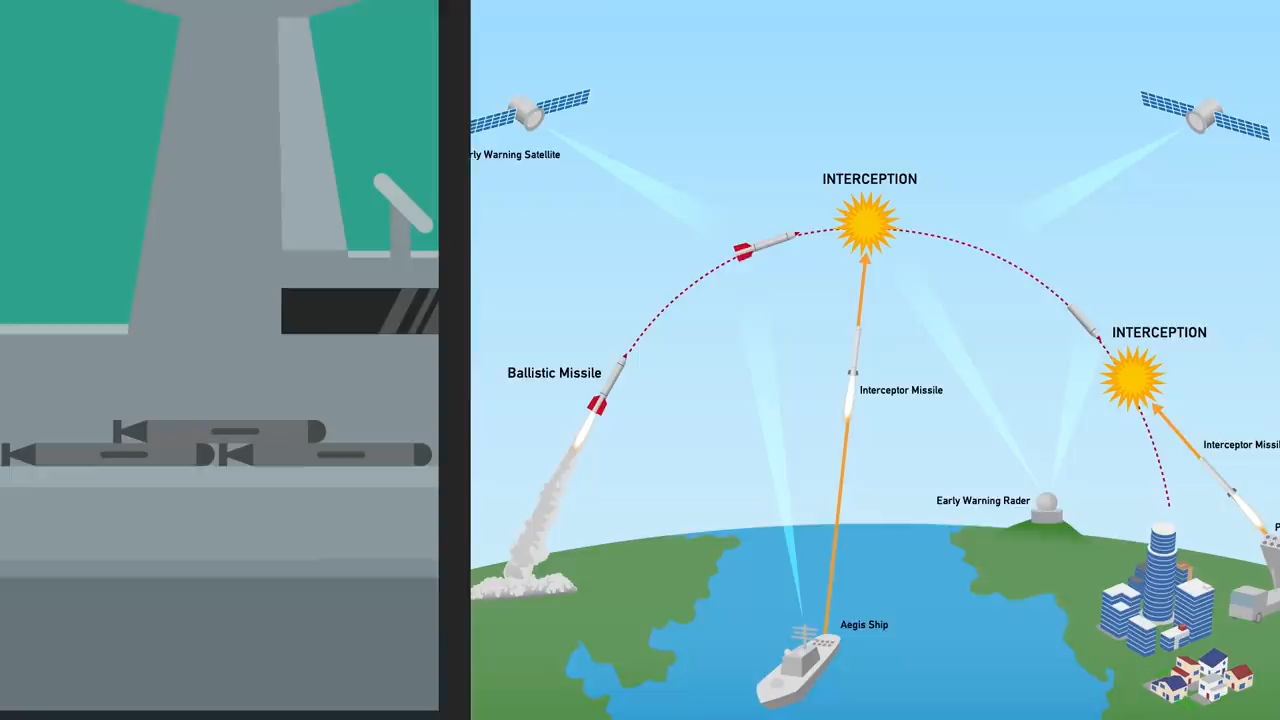 rly Warning Satellite
INTERCEPTION
INTERCEPTION
Ballistic Missile
Interceptor Missile
Interceptor Missil
Early Warning Rader
P
Aegis Ship